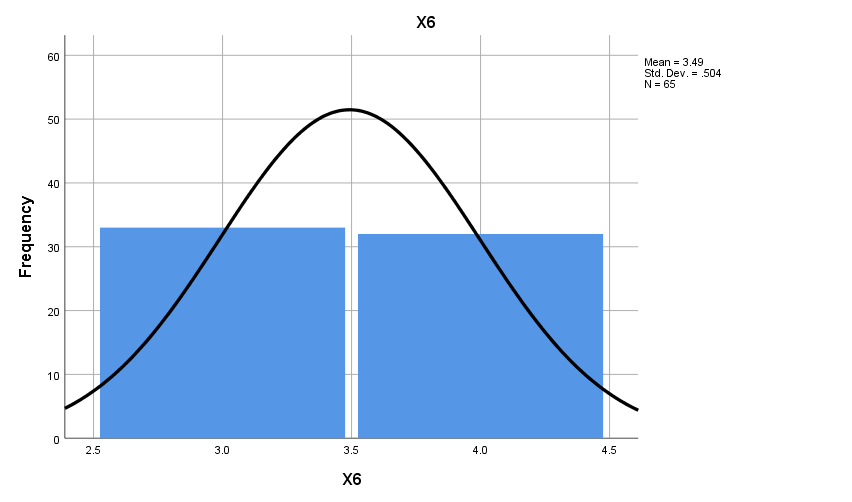 X6
Mean = 3.49
Std. Dev. = .504
N = 65
60
50
40
30
20
10
0
Frequency
2.5 3.0 3.5 4.0 4.5
X6